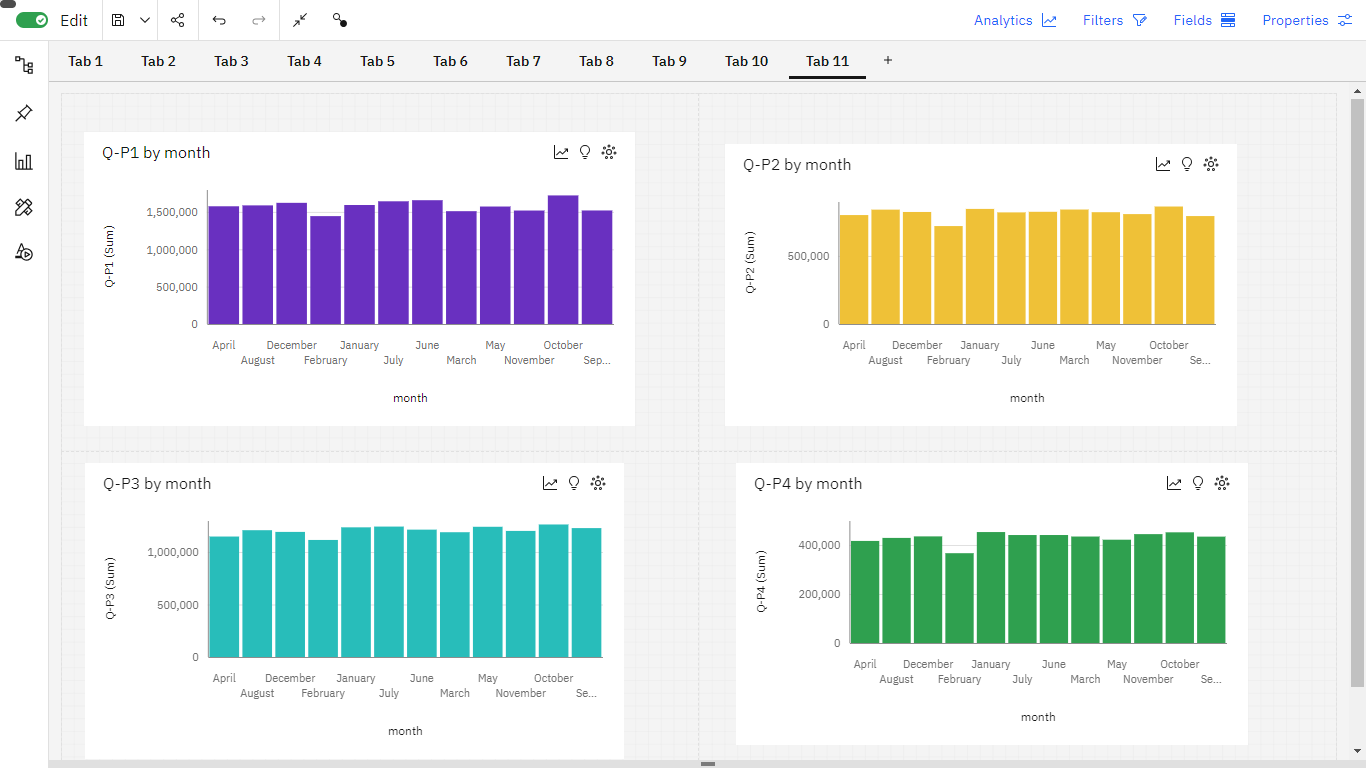 Edit
Analytics
Filters
Fields
Properties
Tab 1
Tab 2
Tab 3
Tab 4
Tab 5
Tab 6
Tab 7
Tab 8
Tab 9
Tab 10
Tab 11
+
Q-P1 by month
Q-P1 (Sum)
1,500,000
1,000,000
500,000
0
April
August
December
February
January
July
June
March
May
November
October
Sep...
month
Q-P2 by month
Q-P2 (Sum)
500,000
0
April
August
December
February
January
July
June
March
May
November
October
Se...
month
Q-P3 by month
Q-P3 (Sum)
1,000,000
500,000
0
April
August
December
February
January
July
June
March
May
November
October
Se...
month
Q-P4 by month
Q-P4 (Sum)
400,000
200,000
0
April
August
December
February
January
July
June
March
May
November
October
Se...
month